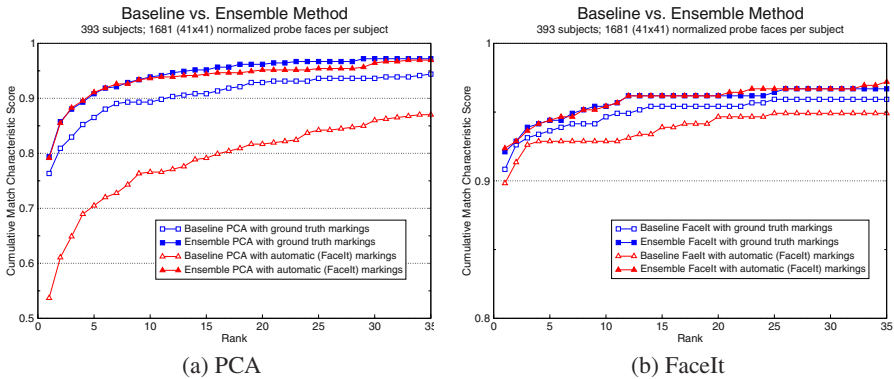 Baseline vs. Ensemble Method
393 subjects; 1681 (41x41) normalized probe faces per subject
Cumulative Match Characteristic Score
1
0.9
0.8
0.7
0.6
0.5
0 5 10 15 20 25 30 35
Rank
Baseline PCA with ground truth markings
Ensemble PCA with ground truth markings
Baseline PCA with automatic (FaceIt) markings
Ensemble PCA with automatic (FaceIt) markings
(a) PCA
Baseline vs. Ensemble Method
393 subjects; 1681 (41x41) normalized probe faces per subject
Cumulative Match Characteristic Score
1
0.9
0.8
0 5 10 15 20 25 30 35
Rank
Baseline FaceIt with ground truth markings
Ensemble FaceIt with ground truth markings
Baseline Faelt with automatic (FaceIt) markings
Ensemble FaceIt with automatic (FaceIt) markings
(b) FaceIt